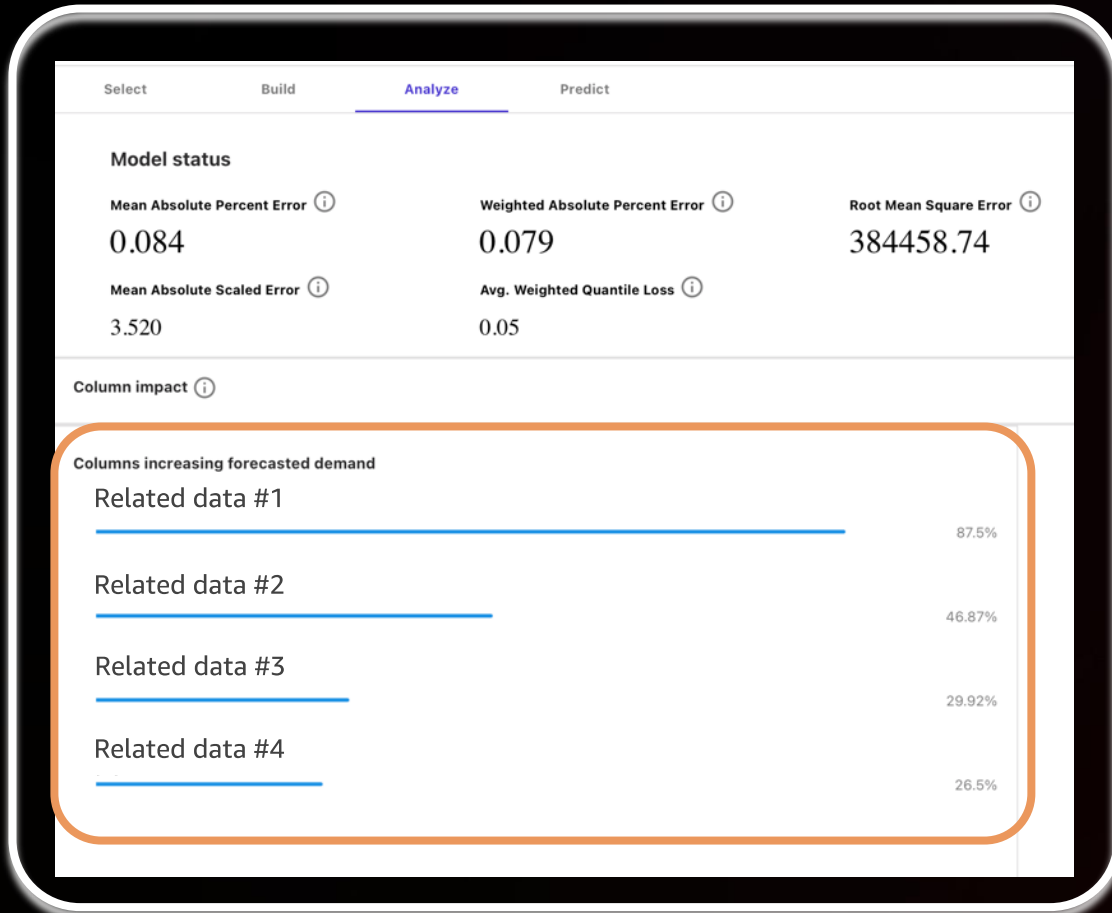 Select Build Analyze Predict
Model status
Mean Absolute Percent Error Weighted Absolute Percent Error Root Mean Square Error
0.084 0.079 384458.74
Mean Absolute Scaled Error Avg. Weighted Quantile Loss
3.520 0.05
Column impact
Columns increasing forecasted demand
Related data #1
87.5%
Related data #2
46.87%
Related data #3
29.92%
Related data #4
26.5%